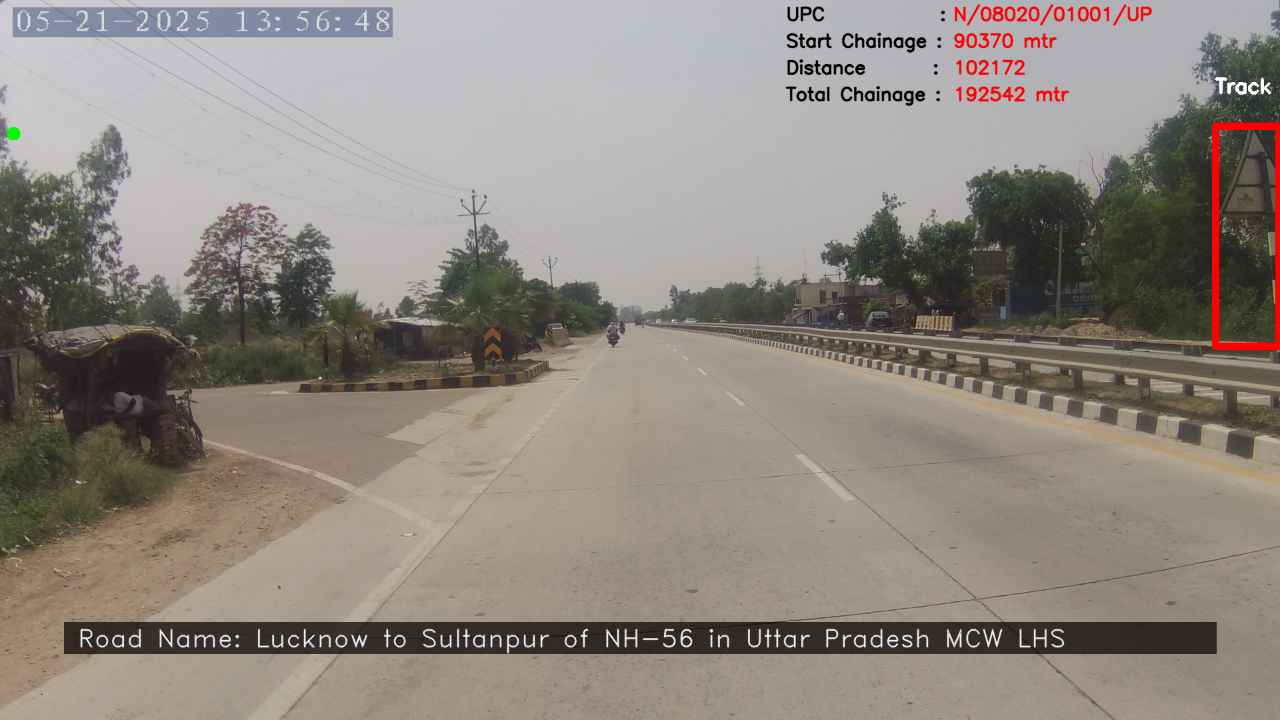 05-21-2025 13:56:48
UPC : N/08020/01001/UP
Start Chainage : 90370 mtr
Distance : 102172
Total Chainage : 192542 mtr
Track
Road Name: Lucknow to Sultanpur of NH-56 in Uttar Pradesh MCW LHS